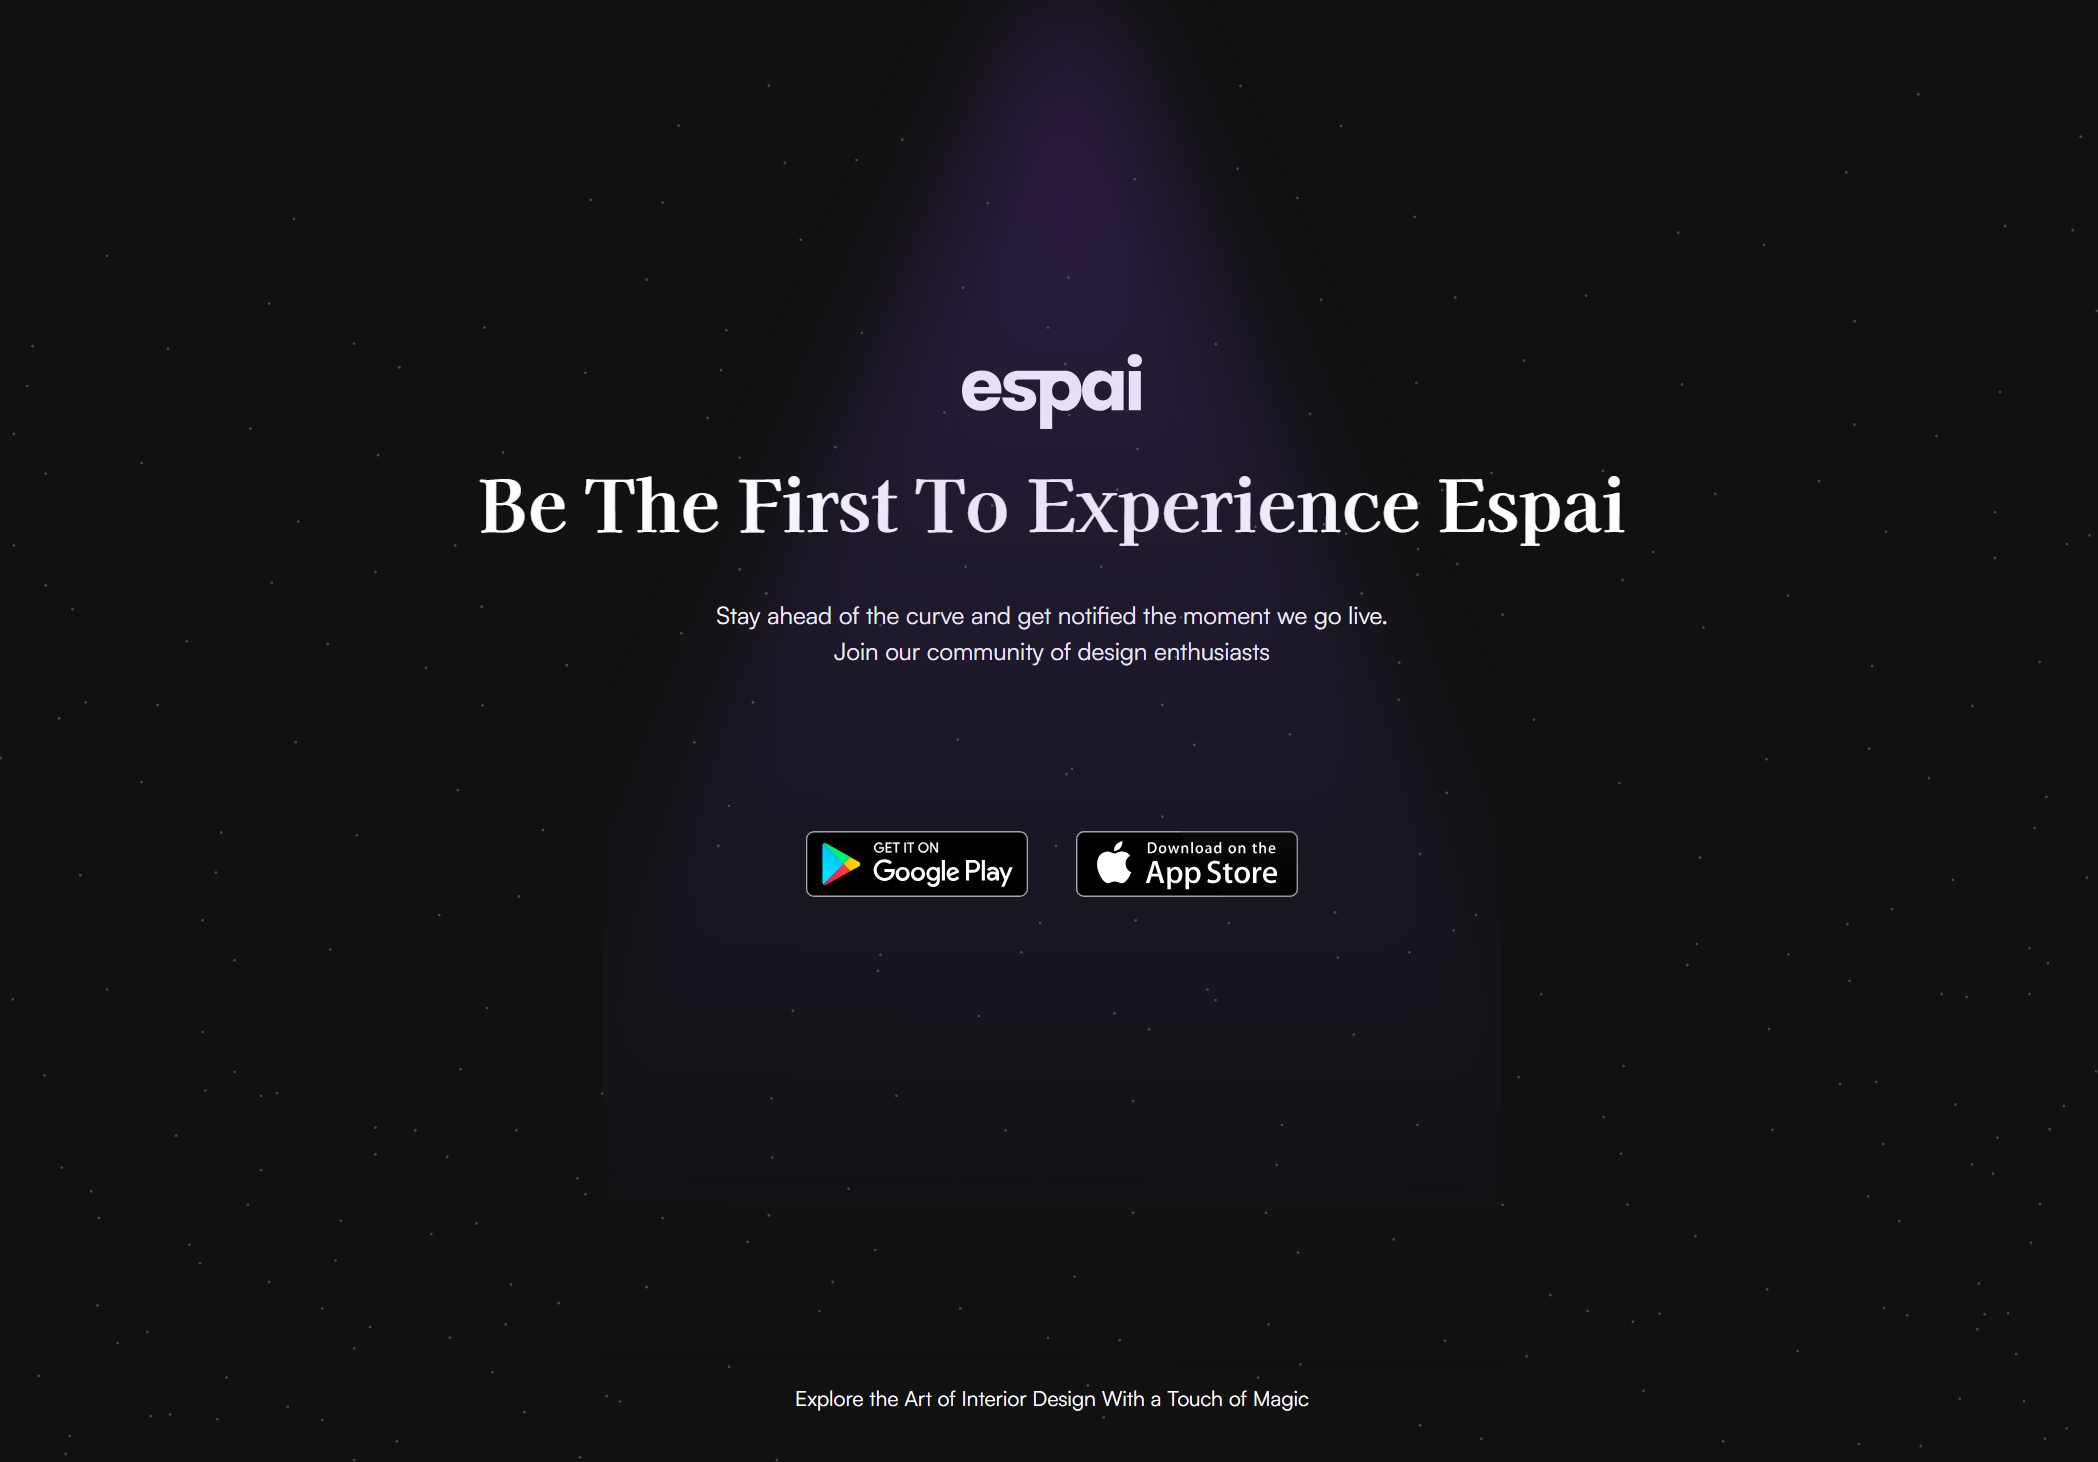 espai
Be The First To Experience Espai
Stay ahead of the curve and get notified the moment we go live.
Join our community of design enthusiasts
GET IT ON
Google Play
Download on the
App Store
Explore the Art of Interior Design With a Touch of Magic